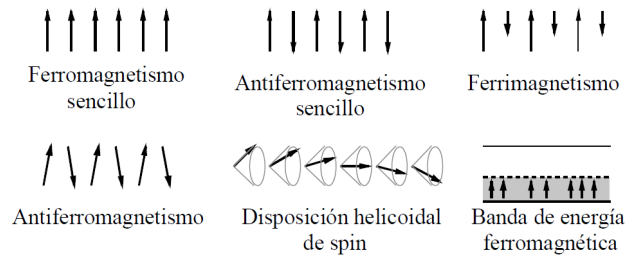 Ferromagnetismo
sencillo
Antiferromagnetismo
sencillo
Ferrimagnetismo
Antiferromagnetismo
Disposición helicoidal
de spin
Banda de energía
ferromagnética